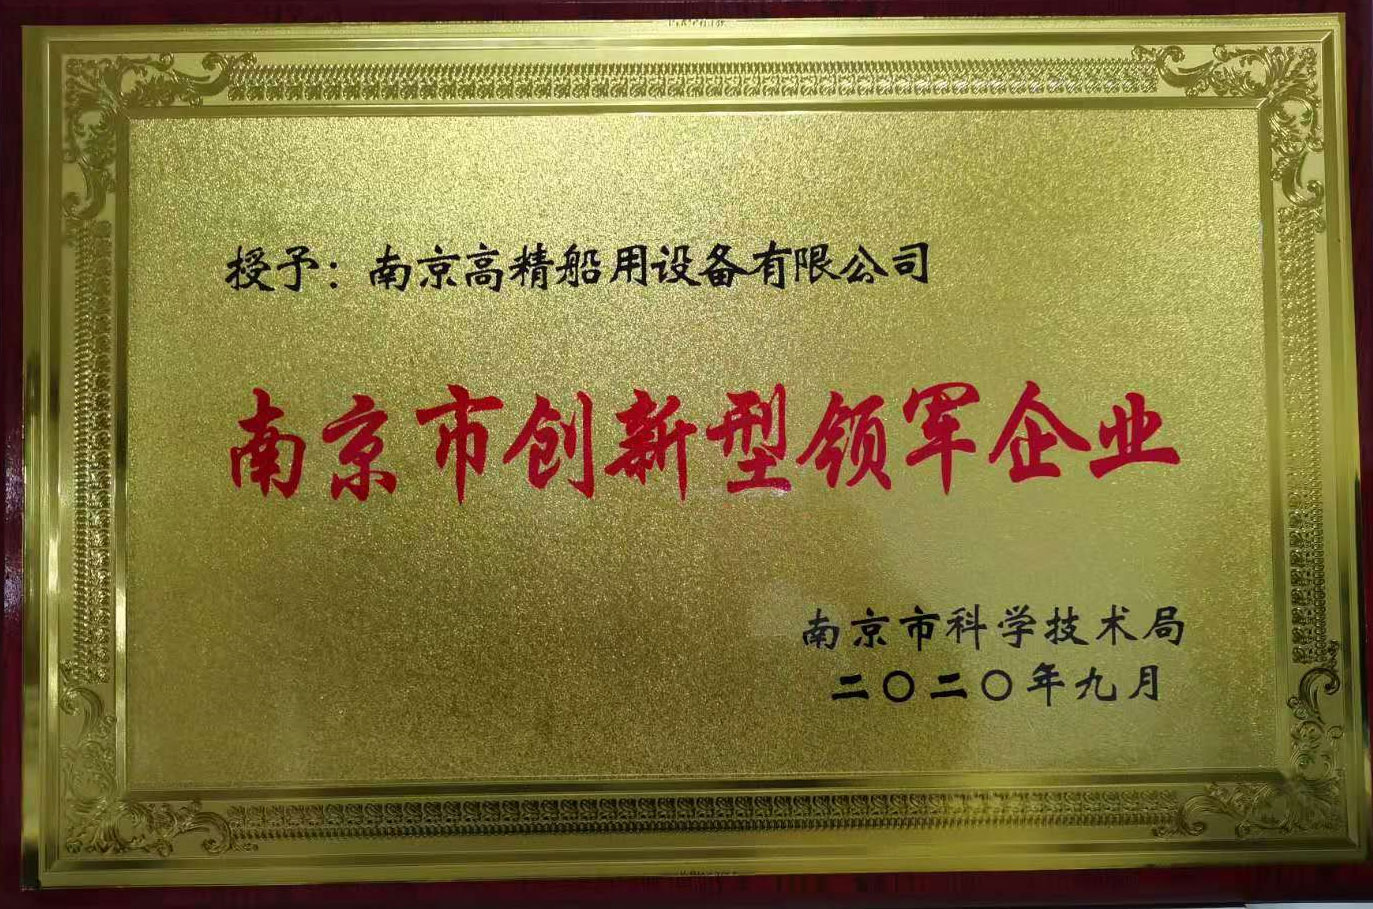 授予：南京高精船用设备有限公司
南京市创新型领军企业
南京市科学技术局
二〇二〇年九月